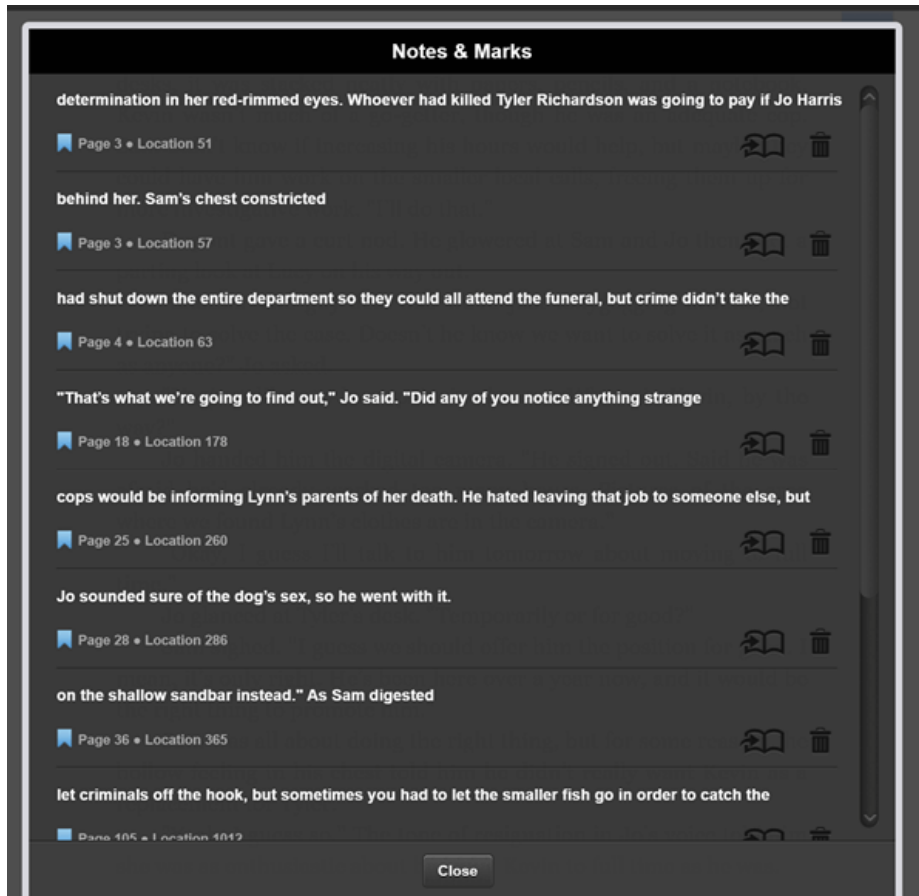 Notes & Marks
determination in her red-rimmed eyes. Whoever had killed Tyler Richardson was going to pay if Jo Harris
Page 3 • Location 51
behind her. Sam's chest constricted
Page 3 • Location 57
had shut down the entire department so they could all attend the funeral, but crime didn't take the
Page 4 • Location 63
"That's what we're going to find out," Jo said. "Did any of you notice anything strange
Page 18 • Location 178
cops would be informing Lynn's parents of her death. He hated leaving that job to someone else, but
Page 25 • Location 260
Jo sounded sure of the dog's sex, so he went with it.
Page 28 • Location 286
on the shallow sandbar instead." As Sam digested
Page 36 • Location 365
let criminals off the hook, but sometimes you had to let the smaller fish go in order to catch the
Page 105 • Location 1012
Close